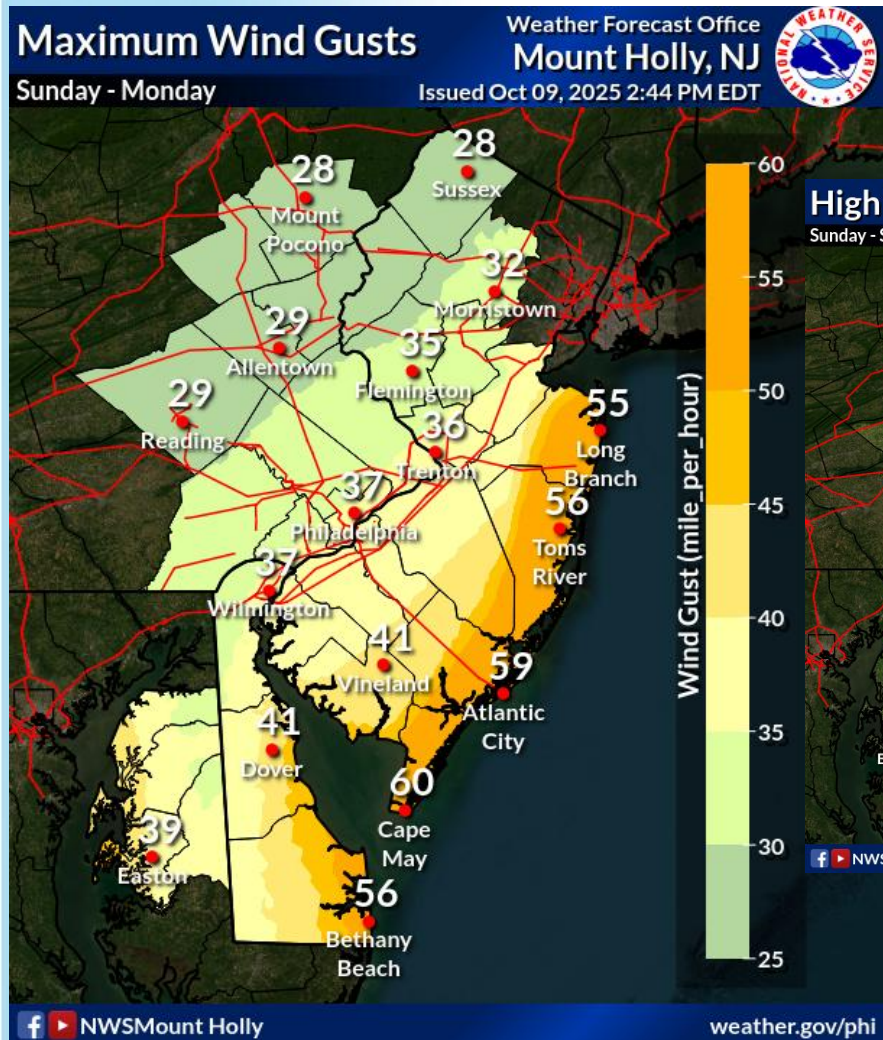 Maximum Wind Gusts
Weather Forecast Office
Mount Holly, NJ
Sunday - Monday
Issued Oct 09, 2025 2:44 PM EDT
NATIONAL WEATHER SERVICE
28
Mount
Pocono
28
Sussex
32
Morristown
29
Allentown
35
Flemington
29
Reading
36
Trenton
55
Long
Branch
37
Philadelphia
56
Toms
River
37
Wilmington
41
Vineland
59
Atlantic
City
41
Dover
60
Cape
May
39
Easton
56
Bethany
Beach
Wind Gust (mile_per_hour)
60
55
50
45
40
35
30
25
NWSMount Holly
weather.gov/phi
High
Sunday - S
E
NWS